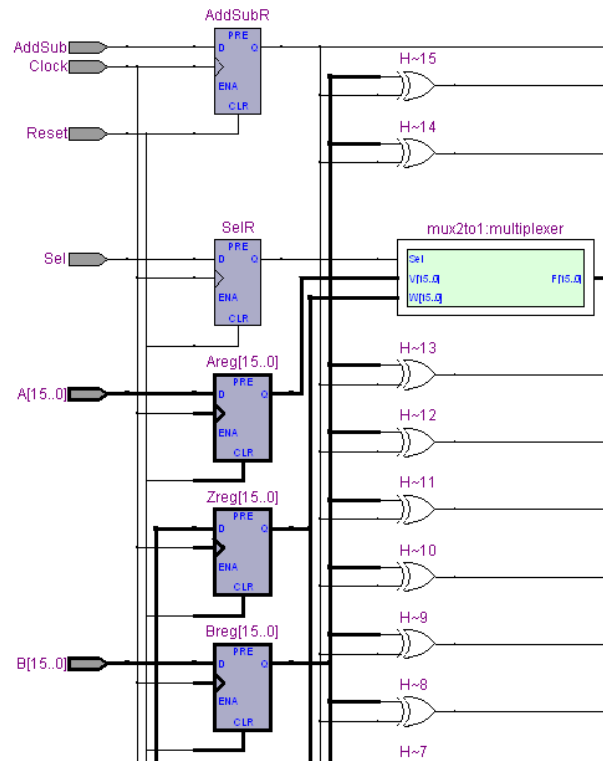 AddSubR
AddSub
PRE
D Q
Clock
ENA
CLR
Reset
H~15
H~14
SelR
Sel
PRE
D Q
ENA
CLR
mux2to1:multiplexer
Sel
V[15..0] F[15..0]
W[15..0]
Areg[15..0]
A[15..0]
PRE
D Q
ENA
CLR
H~13
H~12
H~11
Zreg[15..0]
PRE
D Q
ENA
CLR
H~10
Breg[15..0]
B[15..0]
PRE
D Q
ENA
CLR
H~9
H~8
H~7